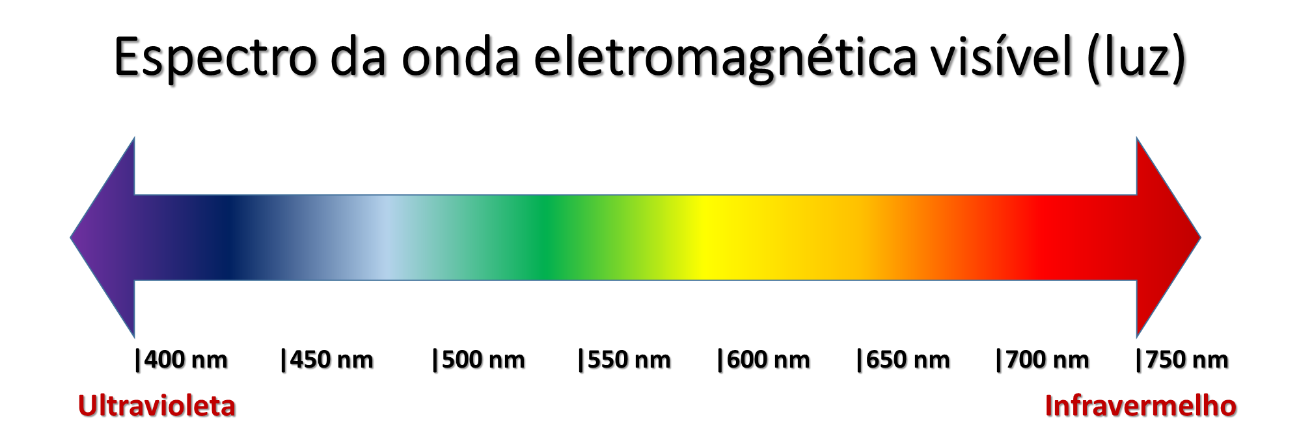 Espectro da onda eletromagnética visível (luz)
|400 nm |450 nm |500 nm |550 nm |600 nm |650 nm |700 nm |750 nm
Ultravioleta Infravermelho